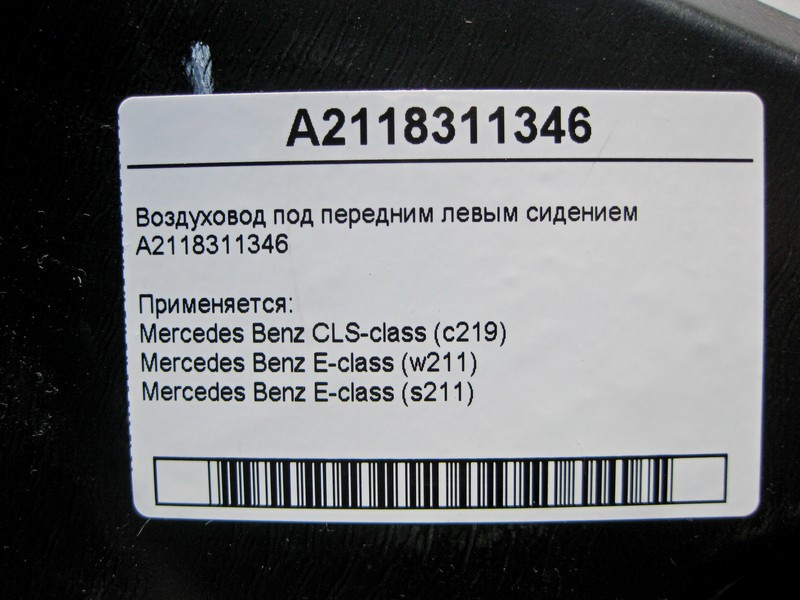 A2118311346
Воздуховод под передним левым сидением
A2118311346
Применяется:
Mercedes Benz CLS-class (c219)
Mercedes Benz E-class (w211)
Mercedes Benz E-class (s211)